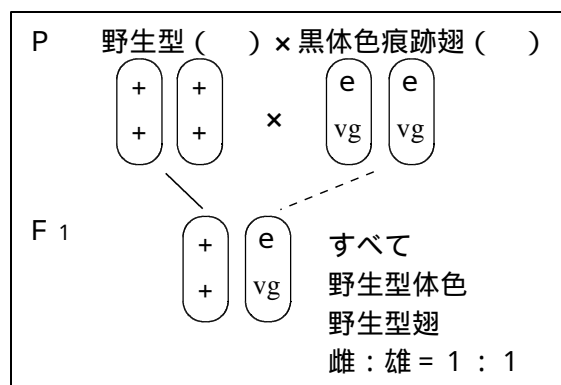 P 野生型 ( ) × 黒体色痕跡翅 ( )
+ + e e
+ + × vg vg
F 1
+ e すべて
+ vg 野生型体色
野生型翅
雌 : 雄 = 1 : 1